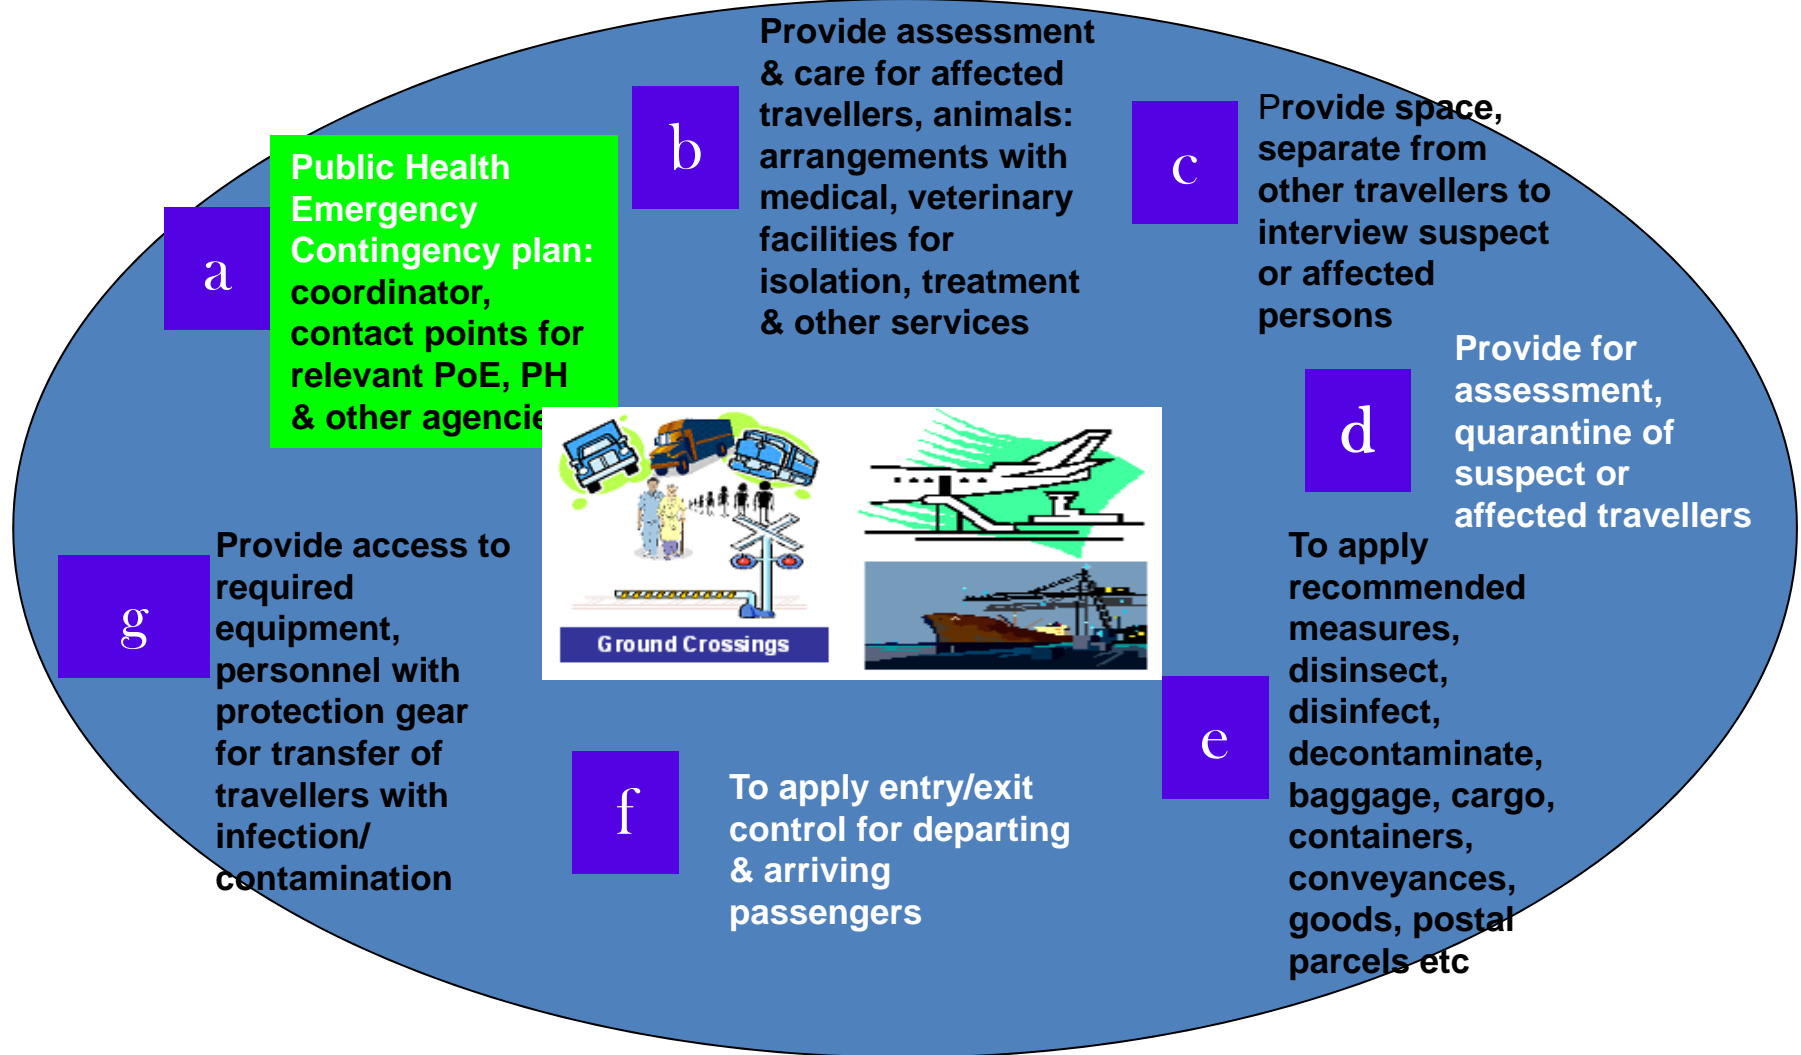 a
Public Health
Emergency
Contingency plan:
coordinator,
contact points for
relevant PoE, PH
& other
b
Provide assessment
& care for affected
travellers, animals:
arrangements with
medical, veterinary
facilities for
isolation, treatment
& other services
c
Provide space,
separate from
other travellers to
interview suspect
or affected
persons
d
Provide for
assessment,
quarantine of
suspect or
affected travellers
e
To apply
recommended
measures,
disinsect,
disinfect,
decontaminate,
baggage, cargo,
containers,
conveyances,
goods, postal
parcels etc
f
To apply entry/exit
control for departing
& arriving
passengers
g
Provide access to
required
equipment,
personnel with
protection gear
for transfer of
travellers with
infection/
contamination
Ground Crossings